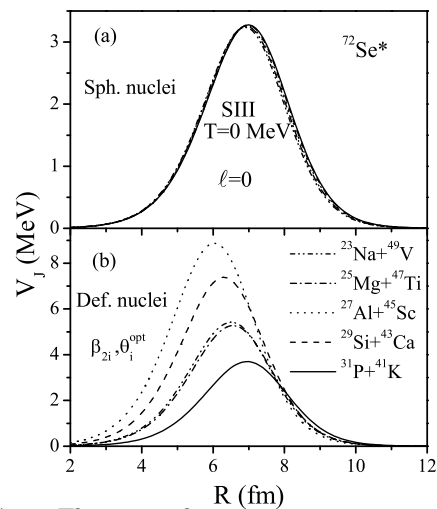 (a)
⁷²Se*
Sph. nuclei
SIII
T=0 MeV
ℓ=0
3
2
1
0
V_J (MeV)
(b)
Def. nuclei
β₂ᵢ,θᵢᵒᵖᵗ
²³Na+⁴⁹V
²⁵Mg+⁴⁷Ti
²⁷Al+⁴⁵Sc
²⁹Si+⁴³Ca
³¹P+⁴¹K
8
6
4
2
0
2 4 6 8 10 12
R (fm)